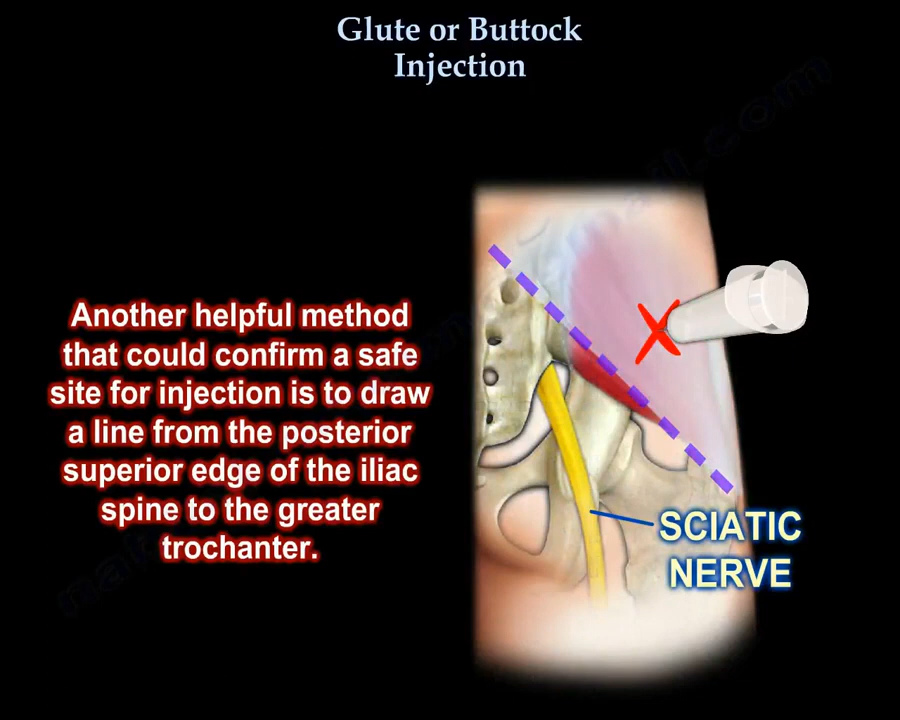 Glute or Buttock
Injection
Another helpful method
that could confirm a safe
site for injection is to draw
a line from the posterior
superior edge of the iliac
spine to the greater
trochanter.
SCIATIC
NERVE